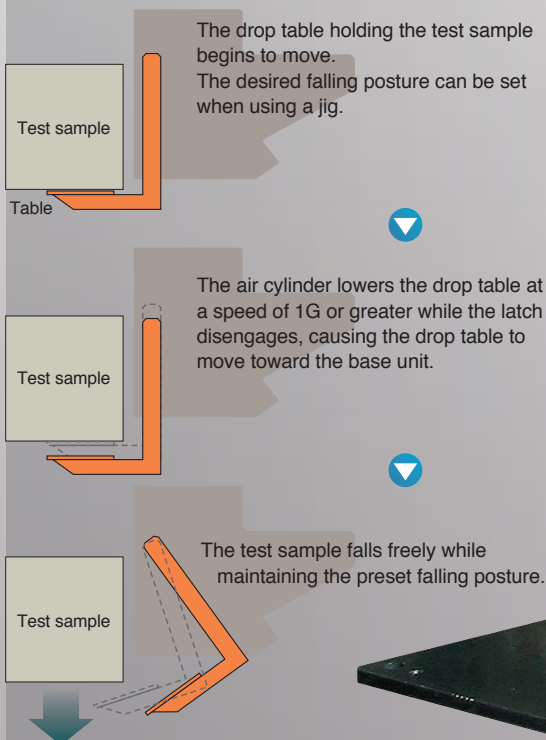 The drop table holding the test sample
begins to move.
The desired falling posture can be set
when using a jig.
Test sample
Table
The air cylinder lowers the drop table at
a speed of 1G or greater while the latch
disengages, causing the drop table to
move toward the base unit.
Test sample
The test sample falls freely while
maintaining the preset falling posture.
Test sample